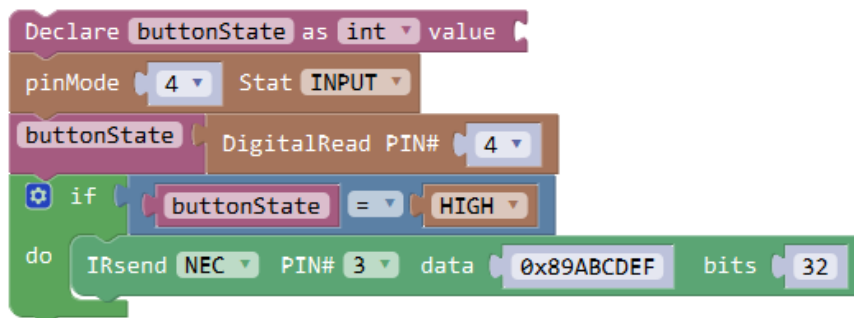 Declare buttonState as int value
pinMode 4 Stat INPUT
buttonState DigitalRead PIN# 4
if buttonState = HIGH
do IRsend NEC PIN# 3 data 0x89ABCDEF bits 32